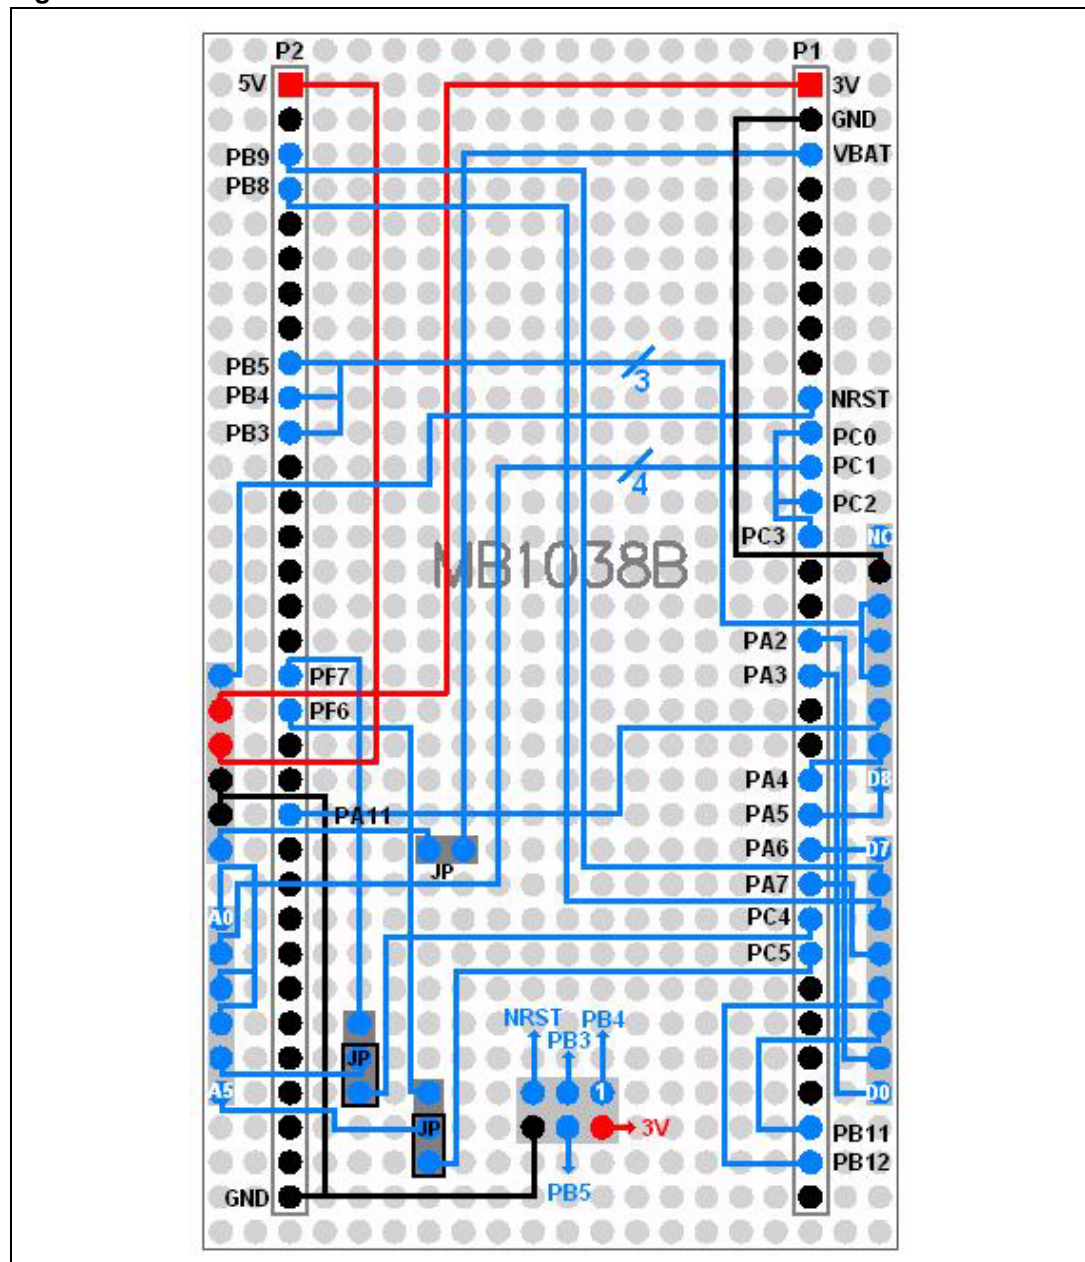 P2 P1
5V 3V
GND
PB9 VBAT
PB8
PB5
3
PB4 NRST
PB3 PC0
PC1
4
PC2
PC3 NC
MB1038B
PA2
PF7 PA3
PF6
PA4 D8
PA11 PA5
PA6 D7
JP
PA7
A0 PC4
PC5
NRST PB4
PB3
JP
A5 1 D0
JP 3V PB11
PB12
GND PB5